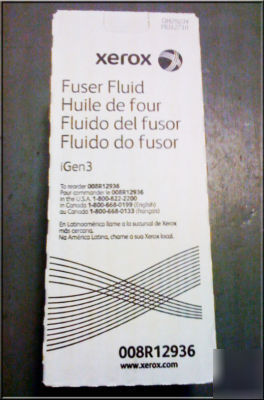 xerox
Fuser Fluid
Huile de four
Fluido del fusor
Fluido do fusor
iGen3
To reorder 008R12936
Pour commander le 008R12936
in the U.S.A. 1-800-822-2200
in Canada 1-800-668-0199 (English)
au Canada 1-800-668-0133 (français)
En Latinoamérica llame a la sucursal de Xerox
más cercana.
Na América Latina, chame a sua Xerox local.
008R12936
www.xerox.com